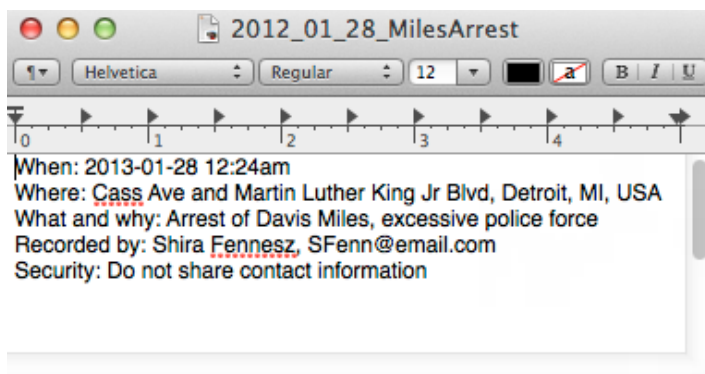 2012_01_28_MilesArrest
¶ Helvetica Regular 12 a B I U
0 1 2 3 4
When: 2013-01-28 12:24am
Where: Cass Ave and Martin Luther King Jr Blvd, Detroit, MI, USA
What and why: Arrest of Davis Miles, excessive police force
Recorded by: Shira Fennesz, SFenn@email.com
Security: Do not share contact information